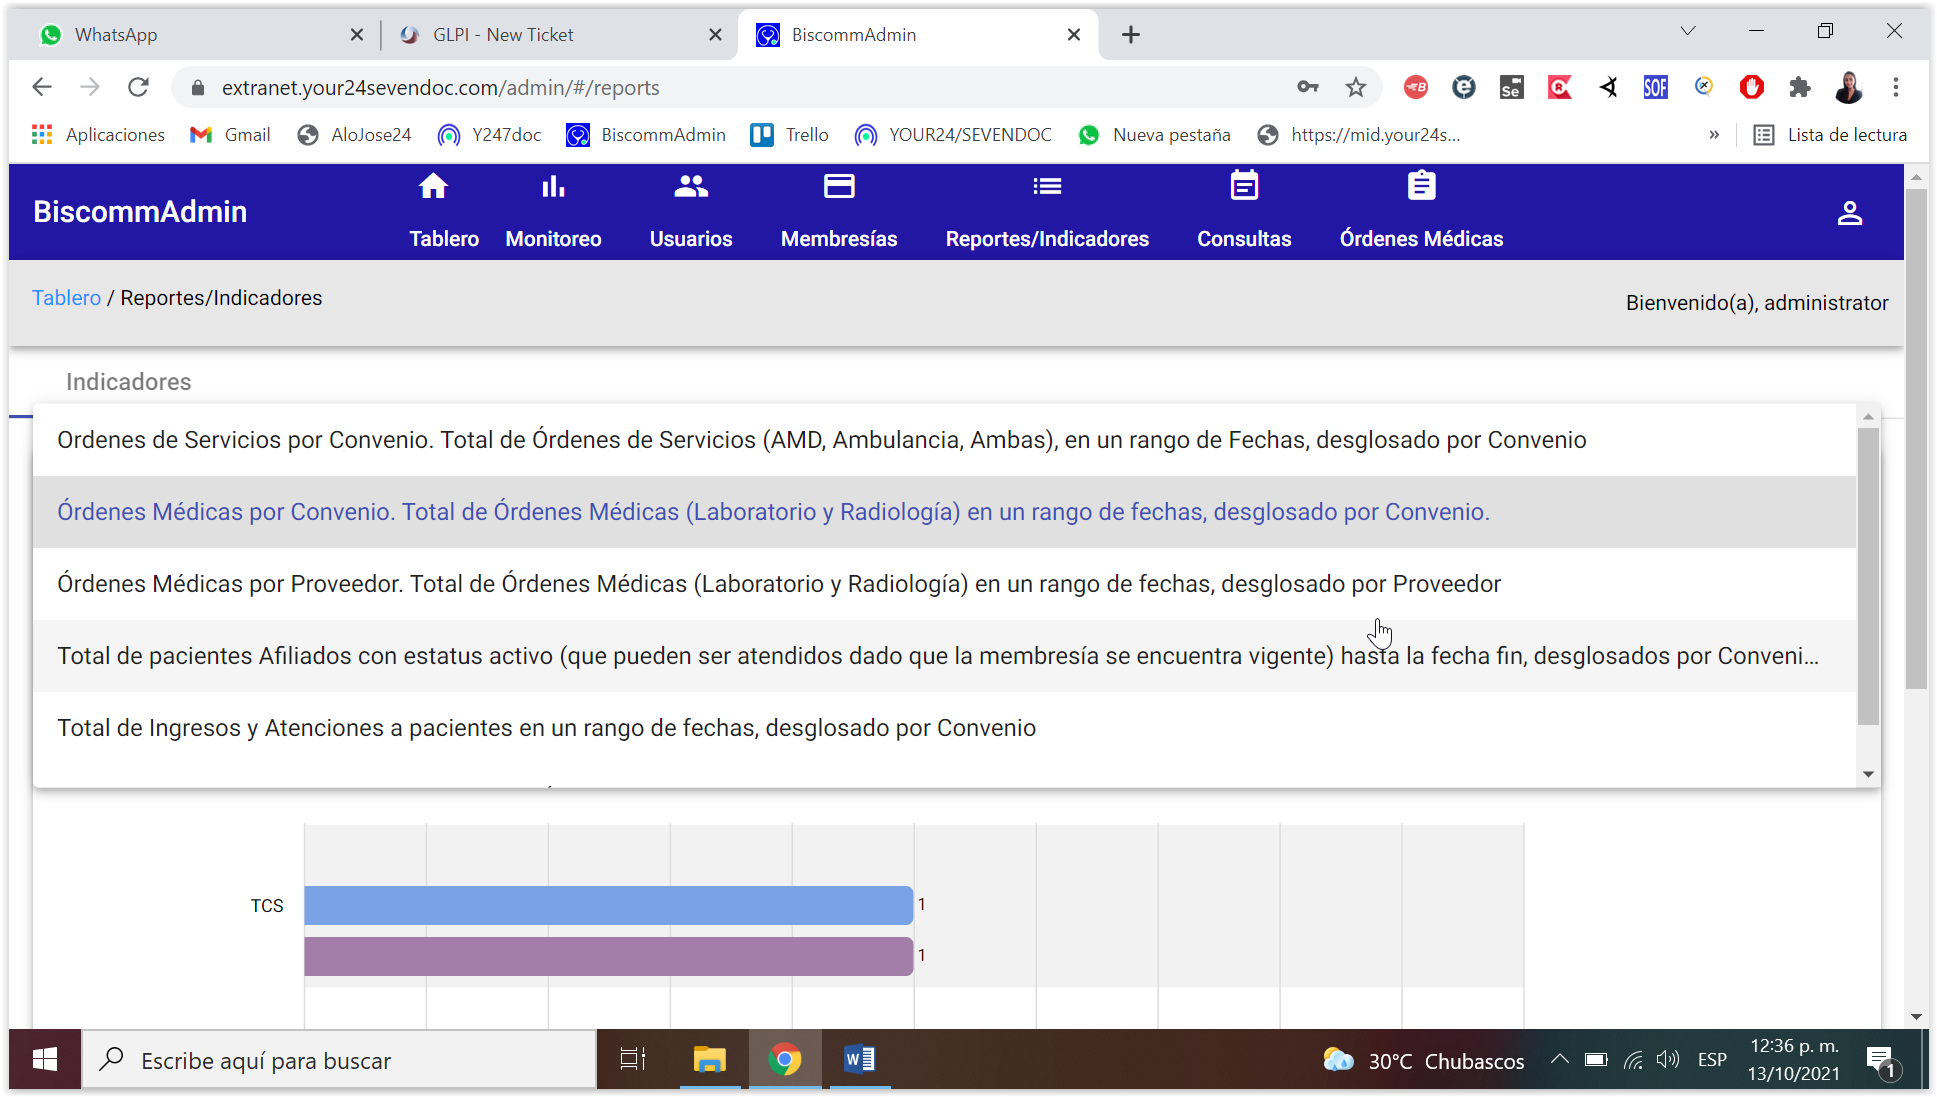 WhatsApp
GLPI - New Ticket
BiscommAdmin
extranet.your24sevendoc.com/admin/#/reports
B
Se
SOF
Aplicaciones
Gmail
AloJose24
Y247doc
BiscommAdmin
Trello
YOUR24/SEVENDOC
Nueva pestaña
https://mid.your24s...
»
Lista de lectura
BiscommAdmin
Tablero
Monitoreo
Usuarios
Membresías
Reportes/Indicadores
Consultas
Órdenes Médicas
Tablero / Reportes/Indicadores
Bienvenido(a), administrator
Indicadores
Ordenes de Servicios por Convenio. Total de Órdenes de Servicios (AMD, Ambulancia, Ambas), en un rango de Fechas, desglosado por Convenio
Órdenes Médicas por Convenio. Total de Órdenes Médicas (Laboratorio y Radiología) en un rango de fechas, desglosado por Convenio.
Órdenes Médicas por Proveedor. Total de Órdenes Médicas (Laboratorio y Radiología) en un rango de fechas, desglosado por Proveedor
Total de pacientes Afiliados con estatus activo (que pueden ser atendidos dado que la membresía se encuentra vigente) hasta la fecha fin, desglosados por Conveni...
Total de Ingresos y Atenciones a pacientes en un rango de fechas, desglosado por Convenio
TCS
1
1
Escribe aquí para buscar
W
30°C Chubascos
ESP
12:36 p. m.
13/10/2021
1